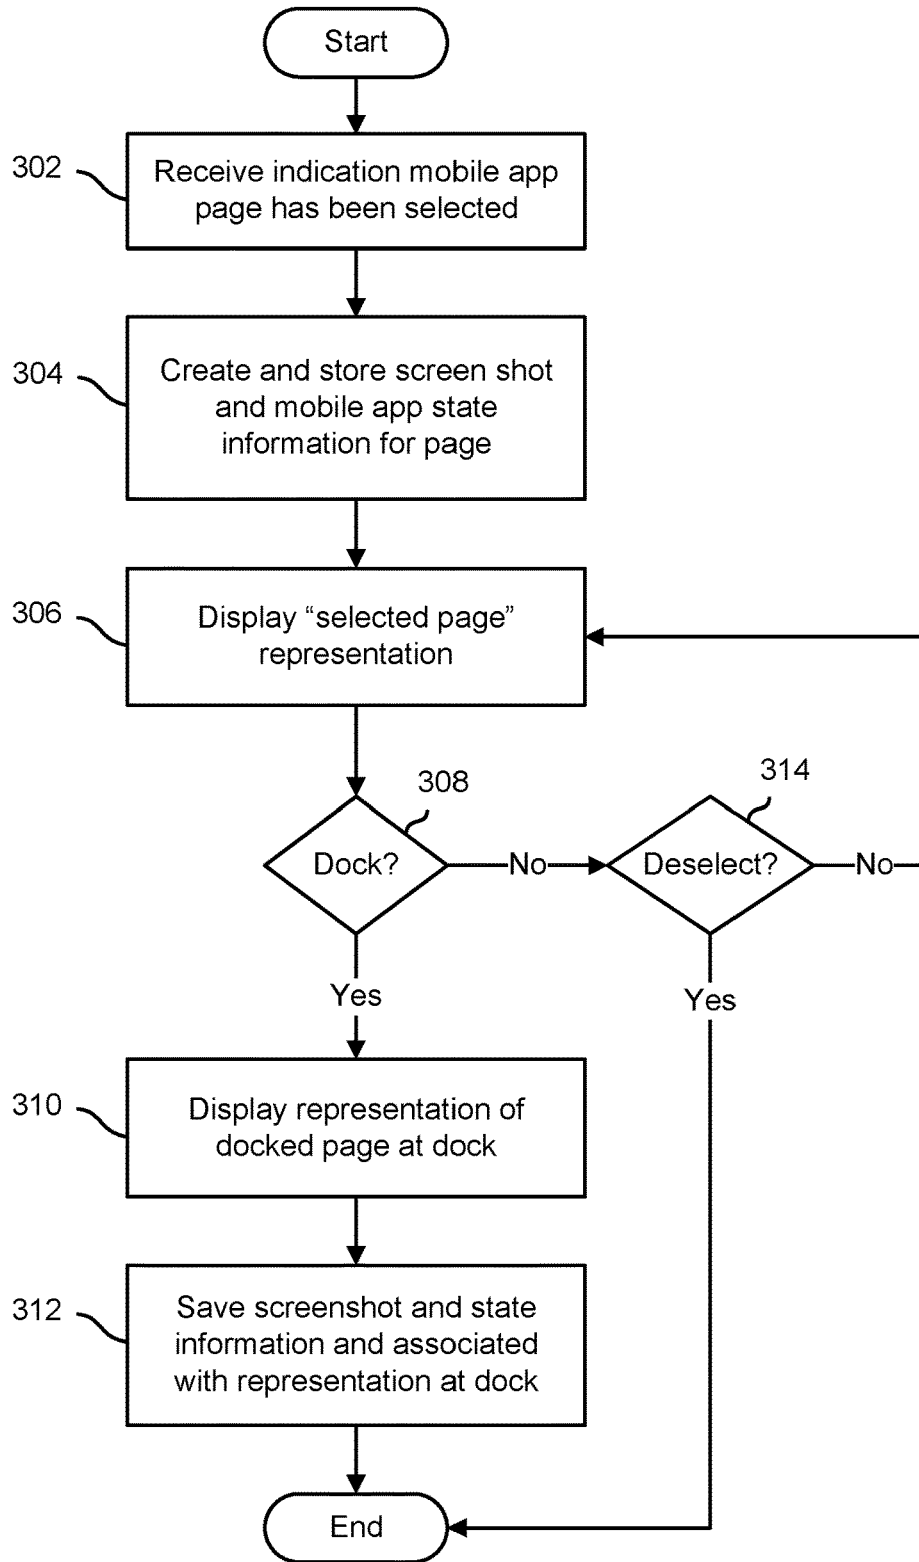 Start
302
Receive indication mobile app
page has been selected
304
Create and store screen shot
and mobile app state
information for page
306
Display “selected page”
representation
308
Dock?
No
314
Deselect?
No
Yes
Yes
310
Display representation of
docked page at dock
312
Save screenshot and state
information and associated
with representation at dock
End